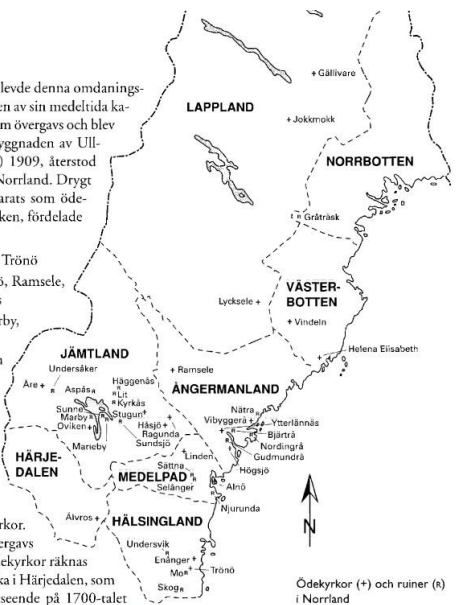 levde denna omdanings-
en av sin medeltida ka-
m övergavs och blev
yggnaden av Ull-
) 1909, återstod
Norrland. Drygt
arats som öde-
ken, fördelade
Trönö
ö, Ramsele,
rby,
kor.
ergavs
dekyrkor räknas
ka i Härjedalen, som
seende på 1700-talet
LAPPLAND
+ Gällivare
+ Jokkmokk
NORRBOTTEN
R Gråträsk
VÄSTER-
BOTTEN
Lycksele +
+ Vindeln
Helena Elisabeth
JÄMTLAND
Undersåker
Åre +
Aspås R
Häggenås
R Lit
R Kyrkås
Sunne
Marby R
Oviken +
Stugun +
Sundsjö
Marieby
+ Ramsele
ÅNGERMANLAND
Håsjö +
Ragunda
Nätra
Vibyggerå +
Ytterlännäs
Bjärtrå
Nordingrå
Gudmundrå
Högsjö
HÄRJE-
DALEN
Linden
Sättna
MEDELPAD
Selånger
Alnö
Njurunda
Älvros +
HÄLSINGLAND
Undersvik
R
Enånger +
Mo R +
Trönö
Skog R
N
Ödekyrkor (+) och ruiner (R)
i Norrland